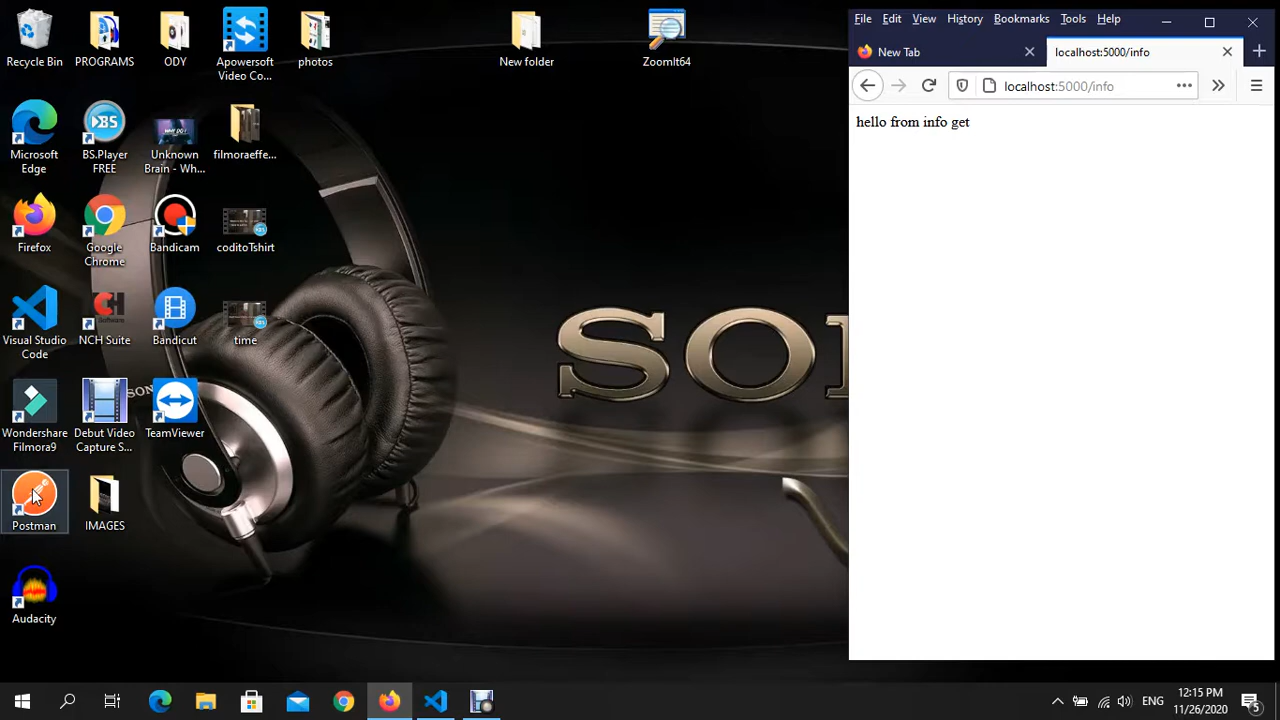 Recycle Bin
PROGRAMS
ODY
Apowersoft
Video Co...
photos
New folder
ZoomIt64
Microsoft
Edge
BS.Player
FREE
Unknown
Brain - Wh...
filmoraeffe...
Firefox
Google
Chrome
Bandicam
coditoTshirt
Visual Studio
Code
NCH Suite
Bandicut
time
Wondershare
Filmora9
Debut Video
Capture S...
TeamViewer
Postman
IMAGES
Audacity
SONY
File Edit View History Bookmarks Tools Help
New Tab
localhost:5000/info
localhost:5000/info
hello from info get
ENG
12:15 PM
11/26/2020
5